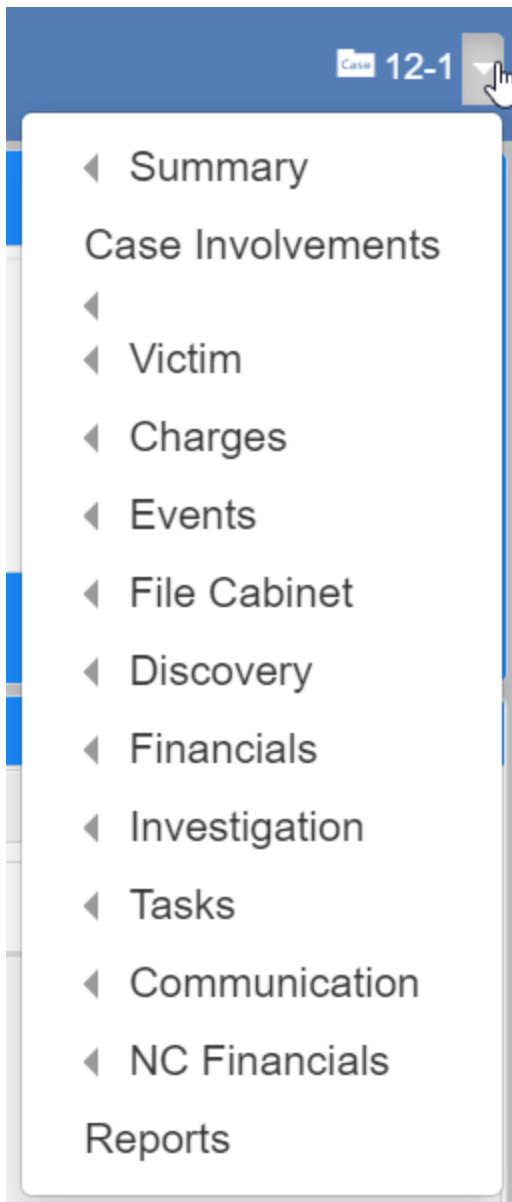 Case 12-1
Summary
Case Involvements
Victim
Charges
Events
File Cabinet
Discovery
Financials
Investigation
Tasks
Communication
NC Financials
Reports